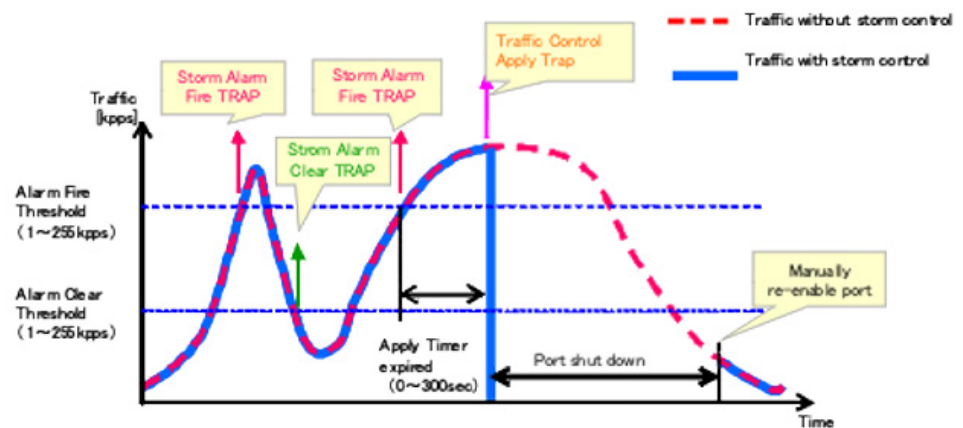 Traffic without storm control
Traffic with storm control
Traffic Control
Apply Trap
Storm Alarm
Fire TRAP
Storm Alarm
Fire TRAP
Traffic
[kpps]
Strom Alarm
Clear TRAP
Alarm Fire
Threshold
(1～255kpps)
Alarm Clear
Threshold
(1～255kpps)
Manually
re-enable port
Apply Timer
expired
(0～300sec)
Port shut down
Time